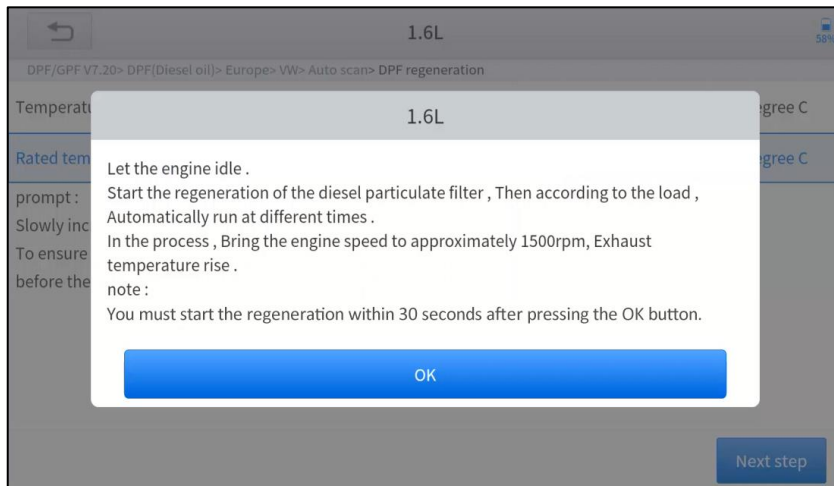 1.6L
58%
DPF/GPF V7.20> DPF(Diesel oil)> Europe> VW> Auto scan> DPF regeneration
Temperatu
egree C
Rated tem
egree C
prompt :
Slowly inc
To ensure
before the
1.6L
Let the engine idle .
Start the regeneration of the diesel particulate filter , Then according to the load ,
Automatically run at different times .
In the process , Bring the engine speed to approximately 1500rpm, Exhaust
temperature rise .
note :
You must start the regeneration within 30 seconds after pressing the OK button.
OK
Next step